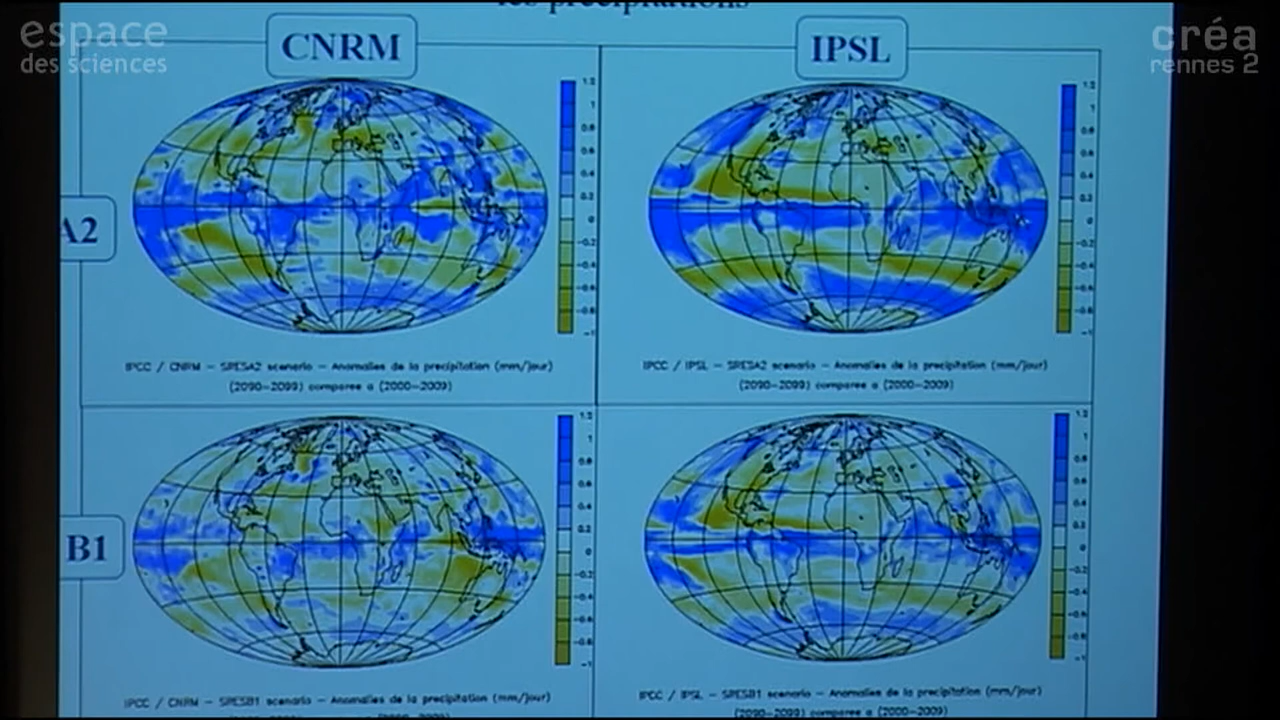 les précipitations
espace
des sciences
CNRM
IPSL
créa
rennes 2
A2
IPCC / CNRM – SRESA2 scenario – Anomalies de la precipitation (mm/jour)
(2090–2099) comparee a (2000–2009)
IPCC / IPSL – SRESA2 scenario – Anomalies de la precipitation (mm/jour)
(2090–2099) comparee a (2000–2009)
B1
IPCC / CNRM – SRESB1 scenario – Anomalies de la precipitation (mm/jour)
IPCC / IPSL – SRESB1 scenario – Anomalies de la precipitation (mm/jour)
(2090–2099) comparee a (2000–2009)